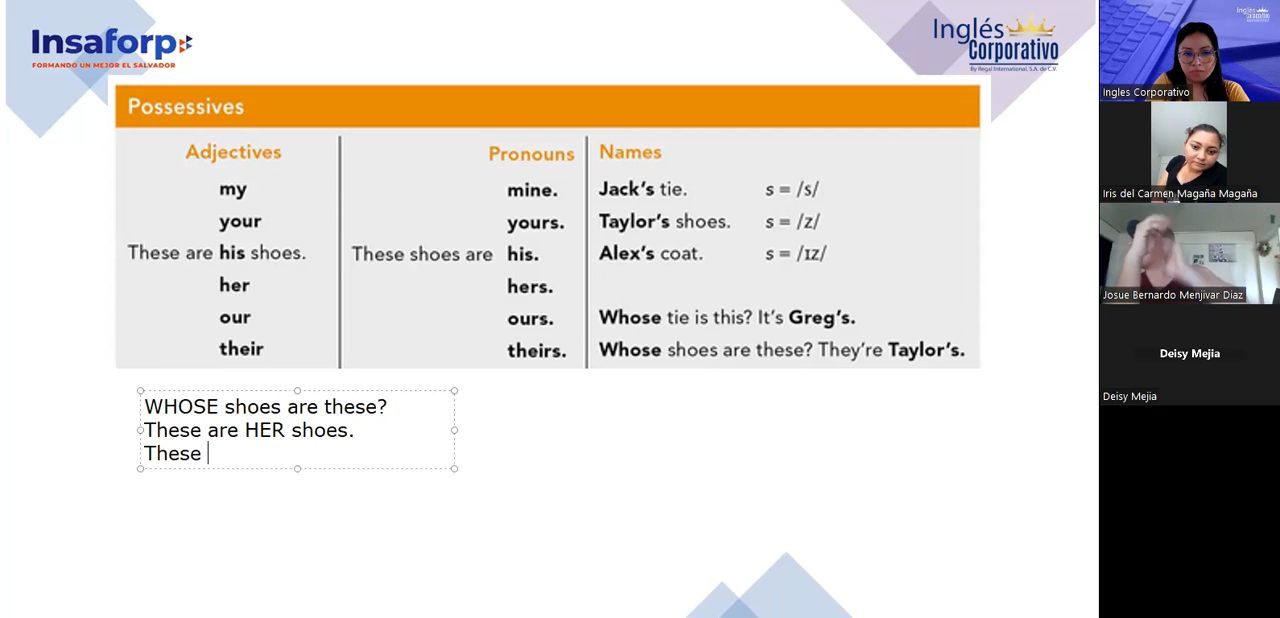 Insaforp
FORMANDO UN MEJOR EL SALVADOR
Inglés
Corporativo
By Regal International, S.A. de C.V.
Possessives
Adjectives
my
your
These are his shoes.
her
our
their
Pronouns
mine.
yours.
These shoes are his.
hers.
ours.
theirs.
Names
Jack's tie. s = /s/
Taylor's shoes. s = /z/
Alex's coat. s = /ɪz/
Whose tie is this? It's Greg's.
Whose shoes are these? They're Taylor's.
WHOSE shoes are these?
These are HER shoes.
These
Inglés
Corporativo
Ingles Corporativo
Iris del Carmen Magaña Magaña
Josue Bernardo Menjivar Diaz
Deisy Mejia
Deisy Mejia